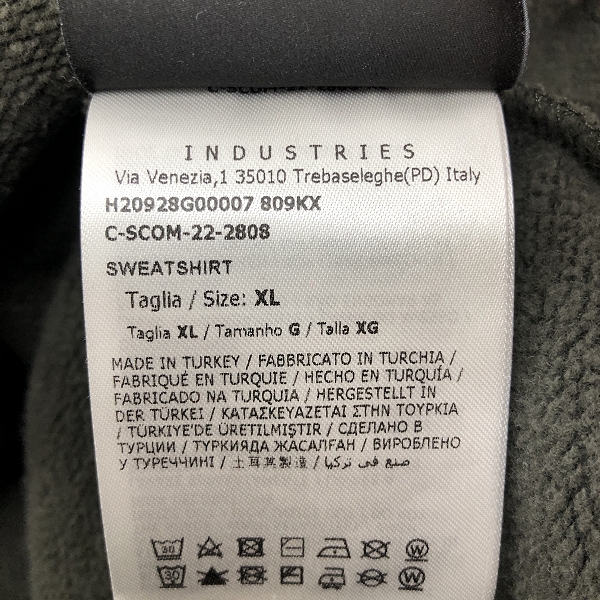 INDUSTRIES
Via Venezia,1 35010 Trebaseleghe(PD) Italy
H20928G00007 809KX
C-SCOM-22-2808
SWEATSHIRT
Taglia / Size: XL
Taglia XL / Tamanho G / Talla XG
MADE IN TURKEY / FABBRICATO IN TURCHIA /
FABRIQUÉ EN TURQUIE / HECHO EN TURQUÍA /
FABRICADO NA TURQUIA / HERGESTELLT IN
DER TÜRKEI / ΚΑΤΑΣΚΕΥΑΖΕΤΑΙ ΣΤΗΝ ΤΟΥΡΚΙΑ
/ TÜRKIYE'DE ÜRETILMIŞTIR / СДЕЛАНО В
ТУРЦИИ / ТУРКИЯДА ЖАСАЛҒАН / ВИРОБЛЕНО
У ТУРЕЧЧИНІ / 土耳其製造 / صنع في تركيا
30
30